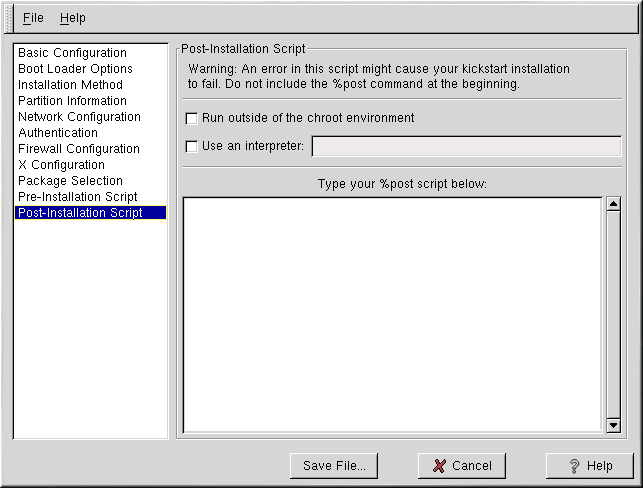 File Help
Basic Configuration
Boot Loader Options
Installation Method
Partition Information
Network Configuration
Authentication
Firewall Configuration
X Configuration
Package Selection
Pre-Installation Script
Post-Installation Script
Post-Installation Script
Warning: An error in this script might cause your kickstart installation
to fail. Do not include the %post command at the beginning.
Run outside of the chroot environment
Use an interpreter:
Type your %post script below:
Save File...
Cancel
Help